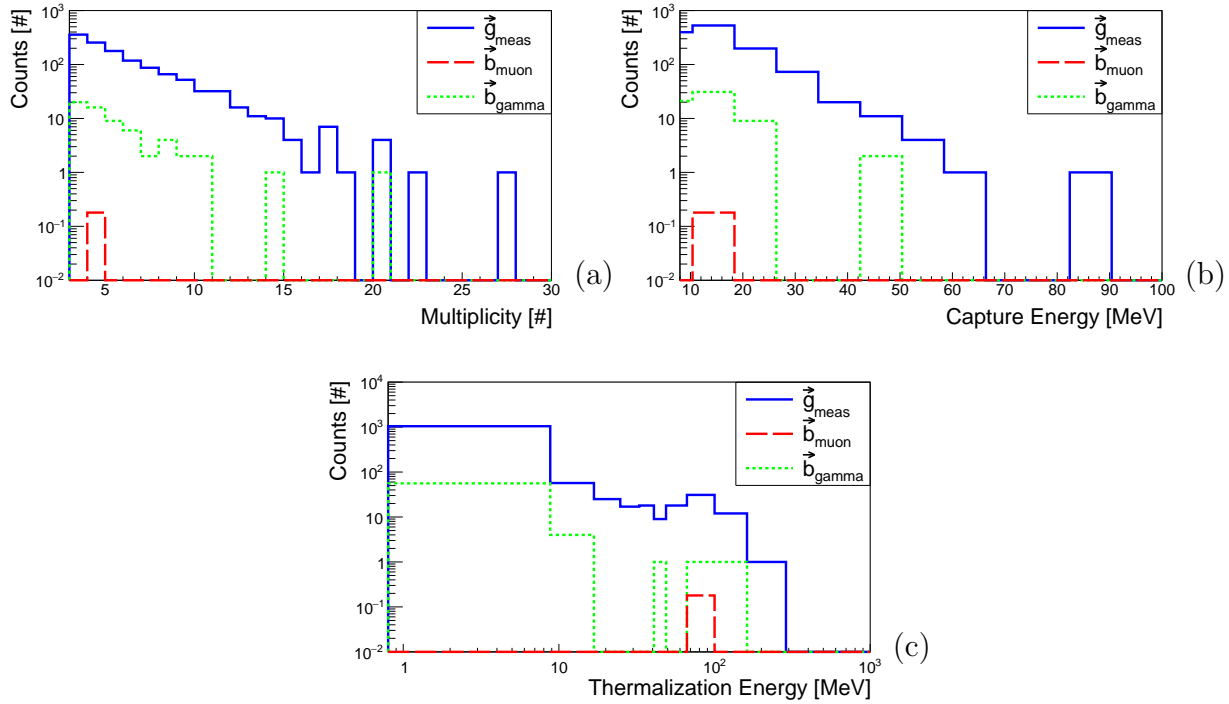 Counts [#]
10³
10²
10
1
10⁻¹
10⁻²
5 10 15 20 25 30
Multiplicity [#]
g⃗meas
b⃗muon
b⃗gamma
(a)
Counts [#]
10³
10²
10
1
10⁻¹
10⁻²
10 20 30 40 50 60 70 80 90 100
Capture Energy [MeV]
g⃗meas
b⃗muon
b⃗gamma
(b)
Counts [#]
10⁴
10³
10²
10
1
10⁻¹
10⁻²
1 10 10² 10³
Thermalization Energy [MeV]
g⃗meas
b⃗muon
b⃗gamma
(c)